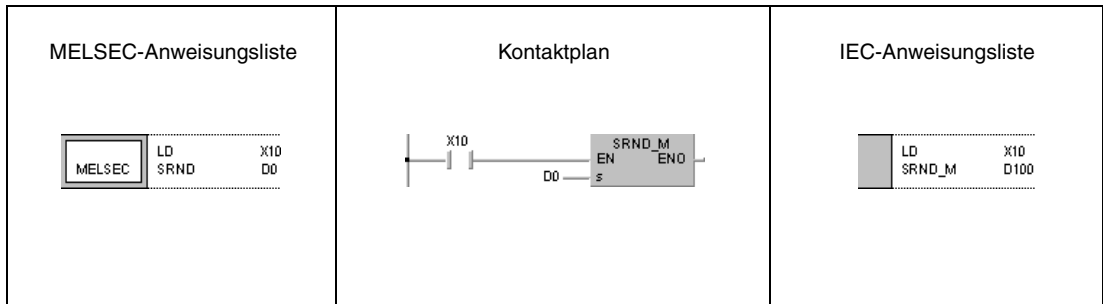 MELSEC-Anweisungsliste
MELSEC
LD X10
SRND D0
Kontaktplan
X10
SRND_M
EN ENO
D0 s
IEC-Anweisungsliste
LD X10
SRND_M D100